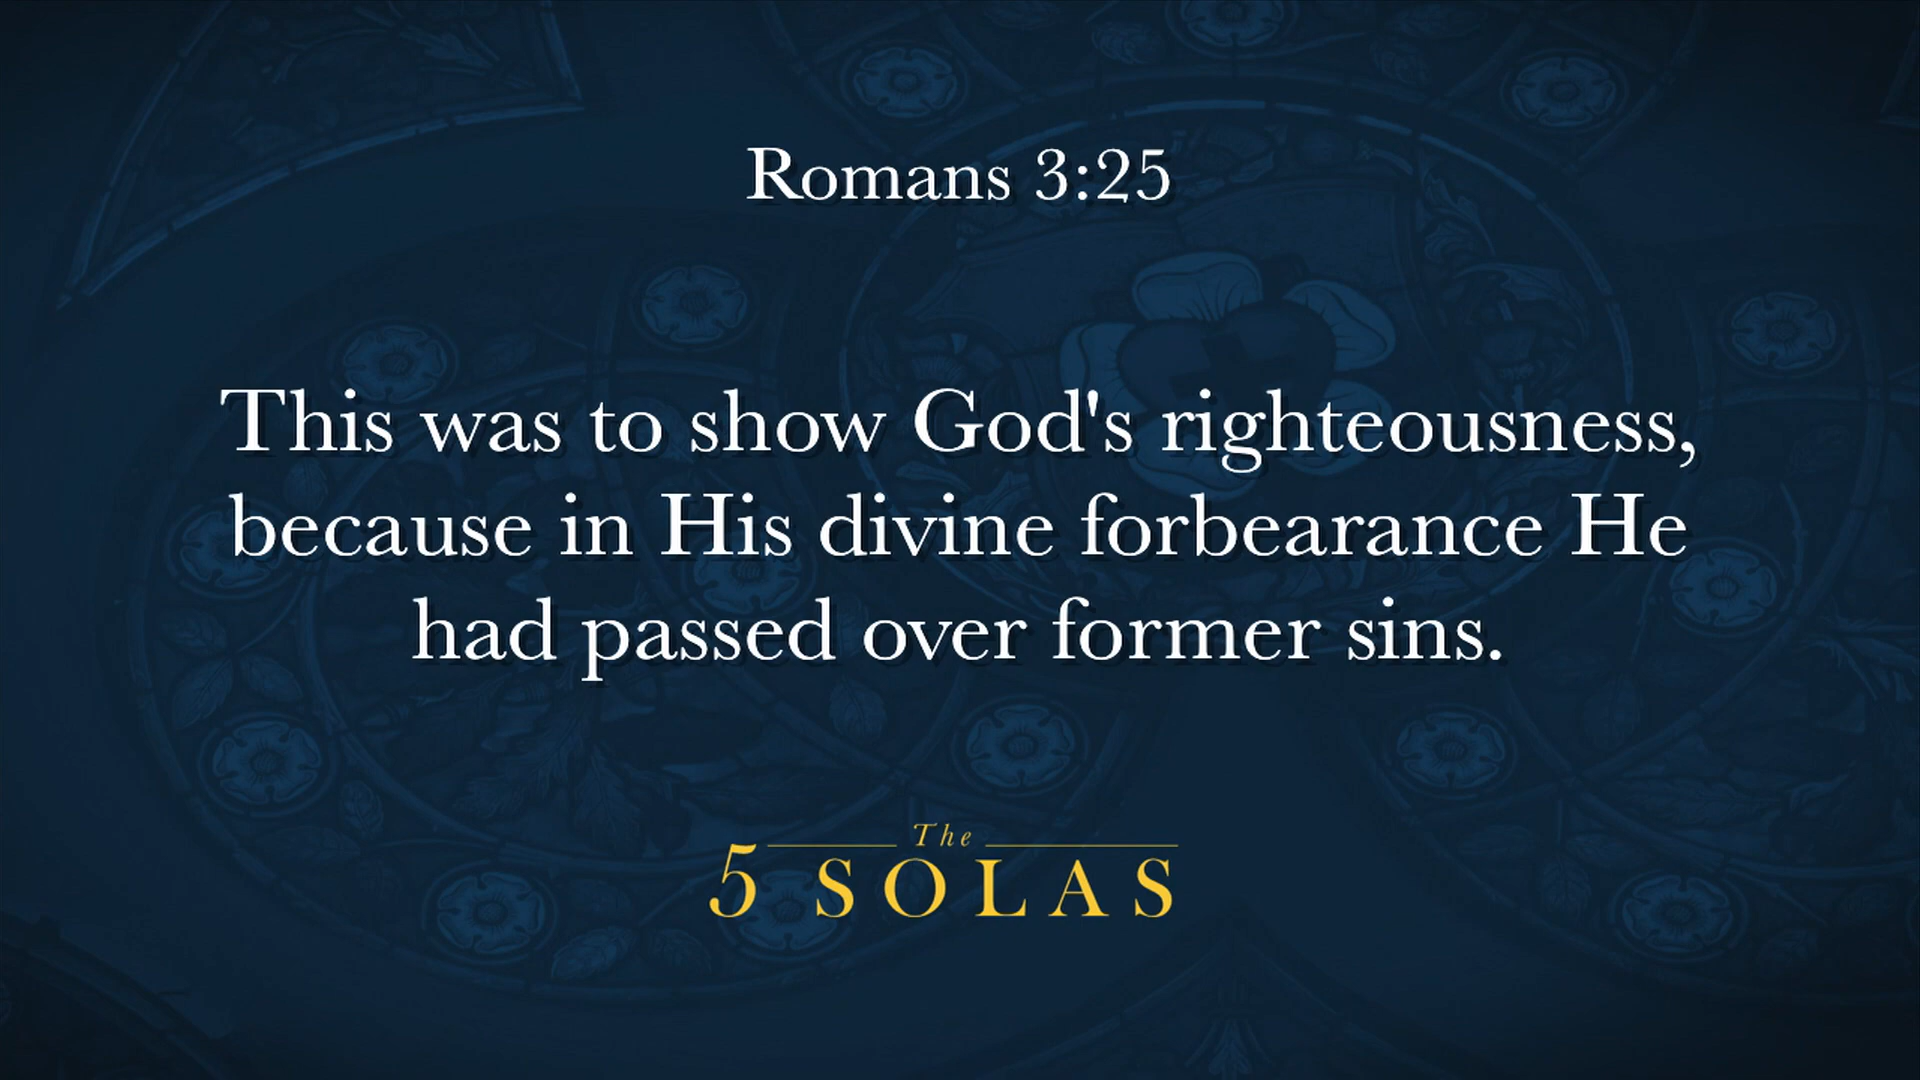 Romans 3:25
This was to show God's righteousness,
because in His divine forbearance He
had passed over former sins.
The
5 SOLAS